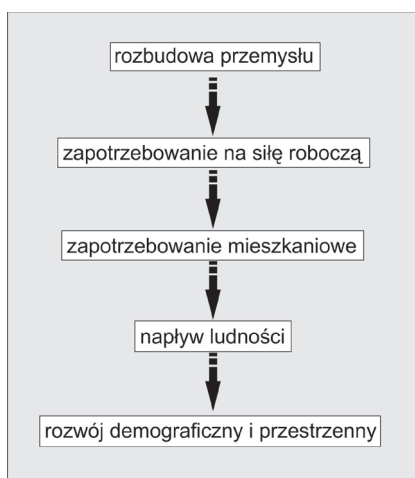 rozbudowa przemysłu
zapotrzebowanie na siłę roboczą
zapotrzebowanie mieszkaniowe
napływ ludności
rozwój demograficzny i przestrzenny